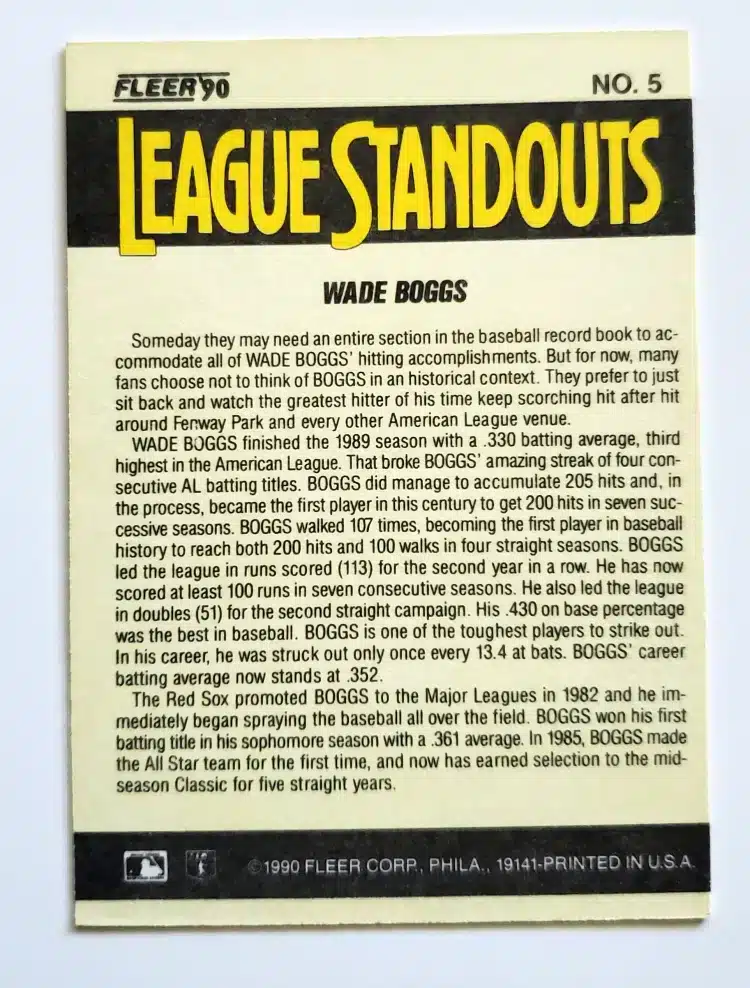 FLEER '90
NO. 5
LEAGUE STANDOUTS
WADE BOGGS
Someday they may need an entire section in the baseball record book to ac-
commodate all of WADE BOGGS' hitting accomplishments. But for now, many
fans choose not to think of BOGGS in an historical context. They prefer to just
sit back and watch the greatest hitter of his time keep scorching hit after hit
around Fenway Park and every other American League venue.
WADE BOGGS finished the 1989 season with a .330 batting average, third
highest in the American League. That broke BOGGS' amazing streak of four con-
secutive AL batting titles. BOGGS did manage to accumulate 205 hits and, in
the process, became the first player in this century to get 200 hits in seven suc-
cessive seasons. BOGGS walked 107 times, becoming the first player in baseball
history to reach both 200 hits and 100 walks in four straight seasons. BOGGS
led the league in runs scored (113) for the second year in a row. He has now
scored at least 100 runs in seven consecutive seasons. He also led the league
in doubles (51) for the second straight campaign. His .430 on base percentage
was the best in baseball. BOGGS is one of the toughest players to strike out.
In his career, he was struck out only once every 13.4 at bats. BOGGS' career
batting average now stands at .352.
The Red Sox promoted BOGGS to the Major Leagues in 1982 and he im-
mediately began spraying the baseball all over the field. BOGGS won his first
batting title in his sophomore season with a .361 average. In 1985, BOGGS made
the All Star team for the first time, and now has earned selection to the mid-
season Classic for five straight years.
©1990 FLEER CORP., PHILA., 19141-PRINTED IN U.S.A.